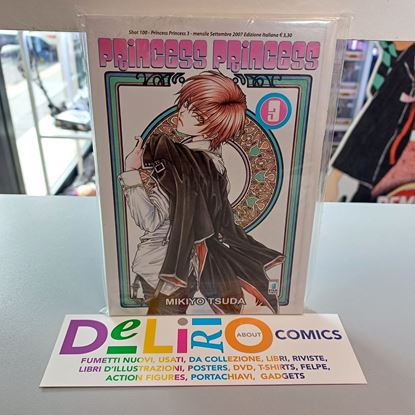 Shot 100 - Princess Princess 3 - mensile Settembre 2007 Edizione Italiana € 3,30
PRINCESS PRINCESS
3
MIKIYO TSUDA
DeLiRIO ABOUT COMICS
FUMETTI NUOVI, USATI, DA COLLEZIONE, LIBRI, RIVISTE,
LIBRI D'ILLUSTRAZIONI, POSTERS, DVD, T-SHIRTS, FELPE,
ACTION FIGURES, PORTACHIAVI, GADGETS